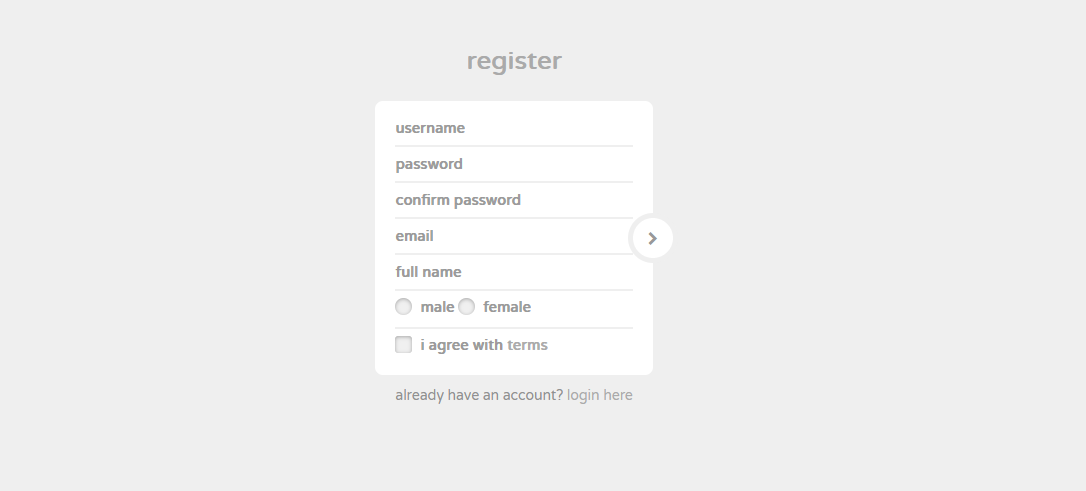 register
username
password
confirm password
email
full name
male female
i agree with terms
already have an account? login here